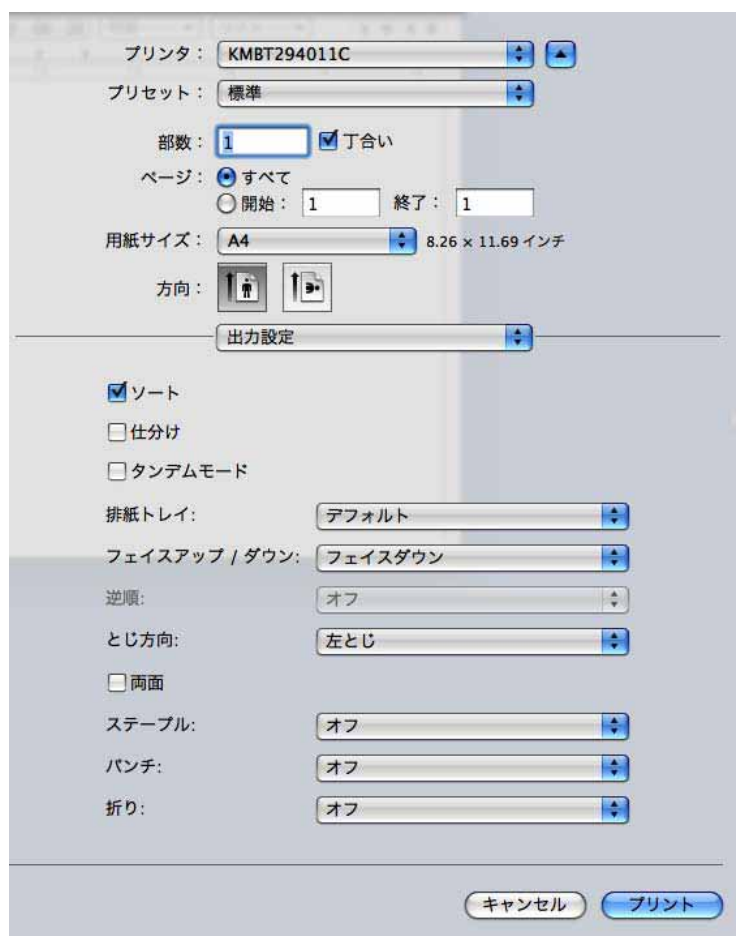 プリンタ： KMBT294011C
プリセット： 標準
部数： 1 丁合い
ページ： すべて
開始： 1 終了： 1
用紙サイズ： A4 8.26 × 11.69 インチ
方向：
出力設定
ソート
仕分け
タンデムモード
排紙トレイ: デフォルト
フェイスアップ / ダウン: フェイスダウン
逆順: オフ
とじ方向: 左とじ
両面
ステープル: オフ
パンチ: オフ
折り: オフ
キャンセル プリント